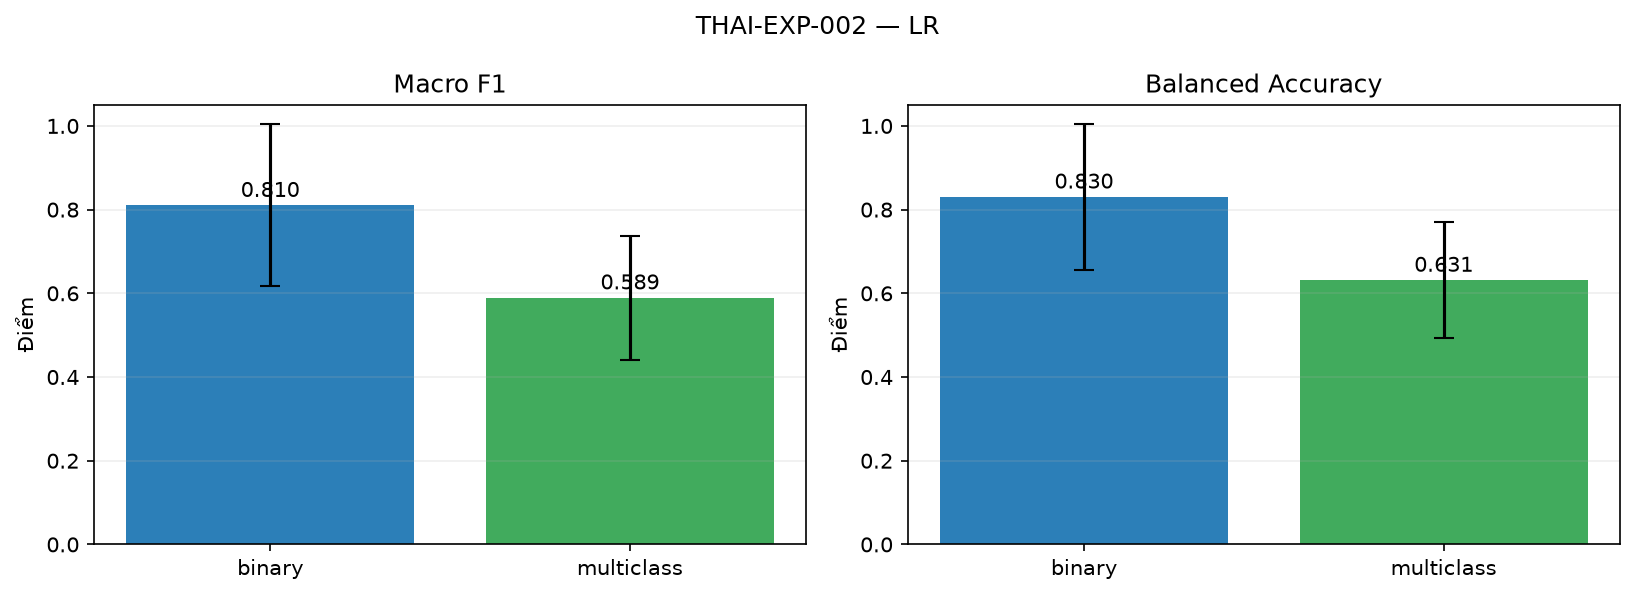 THAI-EXP-002 — LR
Macro F1
Điểm
1.0
0.8
0.6
0.4
0.2
0.0
0.810
0.589
binary
multiclass
Balanced Accuracy
Điểm
1.0
0.8
0.6
0.4
0.2
0.0
0.830
0.631
binary
multiclass